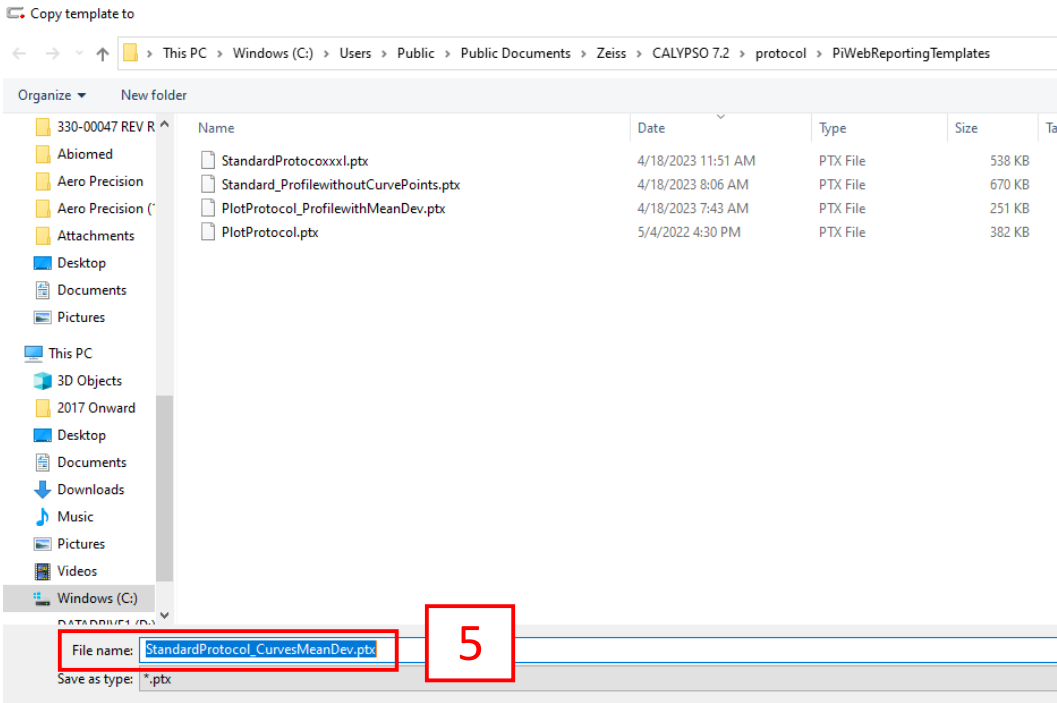 Copy template to
This PC > Windows (C:) > Users > Public > Public Documents > Zeiss > CALYPSO 7.2 > protocol > PiWebReportingTemplates
Organize New folder
330-00047 REV R
Abiomed
Aero Precision
Aero Precision (
Attachments
Desktop
Documents
Pictures
This PC
3D Objects
2017 Onward
Desktop
Documents
Downloads
Music
Pictures
Videos
Windows (C:)
DATADRIVE1 (D:)
Name Date Type Size Ta
StandardProtocoxxxl.ptx 4/18/2023 11:51 AM PTX File 538 KB
Standard_ProfilewithoutCurvePoints.ptx 4/18/2023 8:06 AM PTX File 670 KB
PlotProtocol_ProfilewithMeanDev.ptx 4/18/2023 7:43 AM PTX File 251 KB
PlotProtocol.ptx 5/4/2022 4:30 PM PTX File 382 KB
File name: StandardProtocol_CurvesMeanDev.ptx
5
Save as type: *.ptx